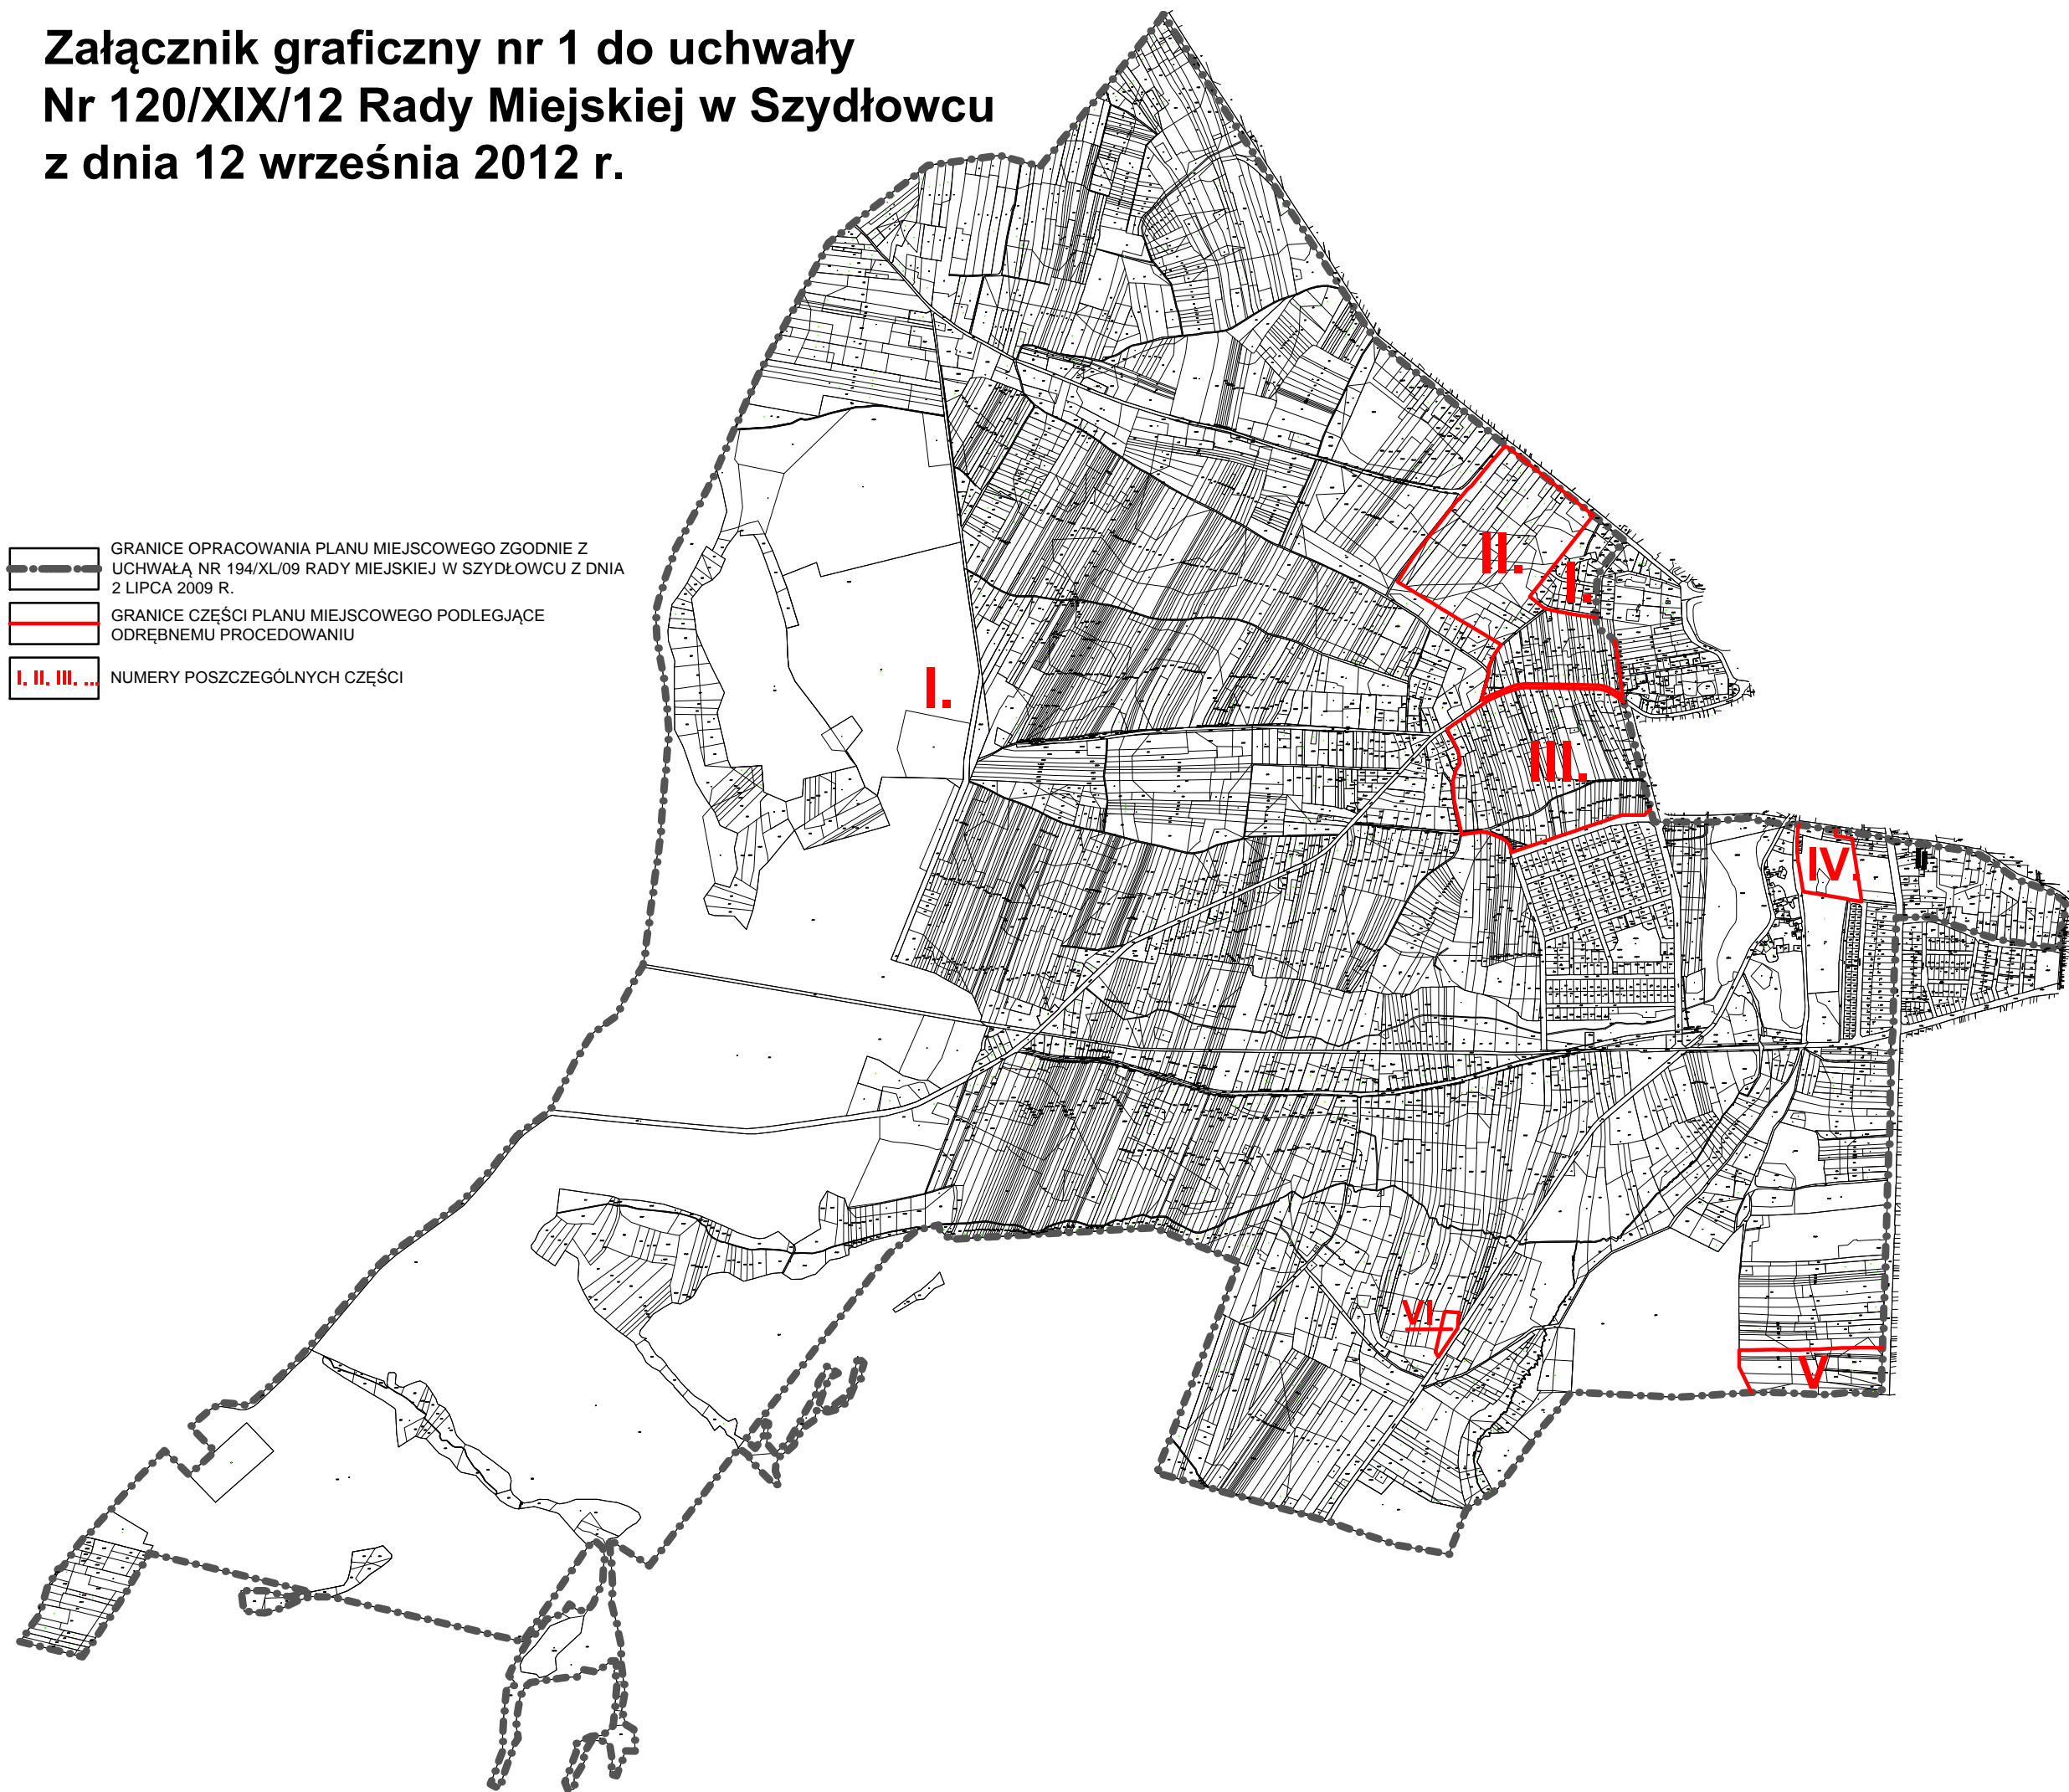 Załącznik graficzny nr 1 do uchwały
Nr 120/XIX/12 Rady Miejskiej w Szydłowcu
z dnia 12 września 2012 r.
GRANICE OPRACOWANIA PLANU MIEJSCOWEGO ZGODNIE Z
UCHWAŁĄ NR 194/XL/09 RADY MIEJSKIEJ W SZYDŁOWCU Z DNIA
2 LIPCA 2009 R.
GRANICE CZĘŚCI PLANU MIEJSCOWEGO PODLEGJĄCE
ODRĘBNEMU PROCEDOWANIU
I. II. III. ... NUMERY POSZCZEGÓLNYCH CZĘŚCI
II.
I.
I.
III.
IV.
VI
V